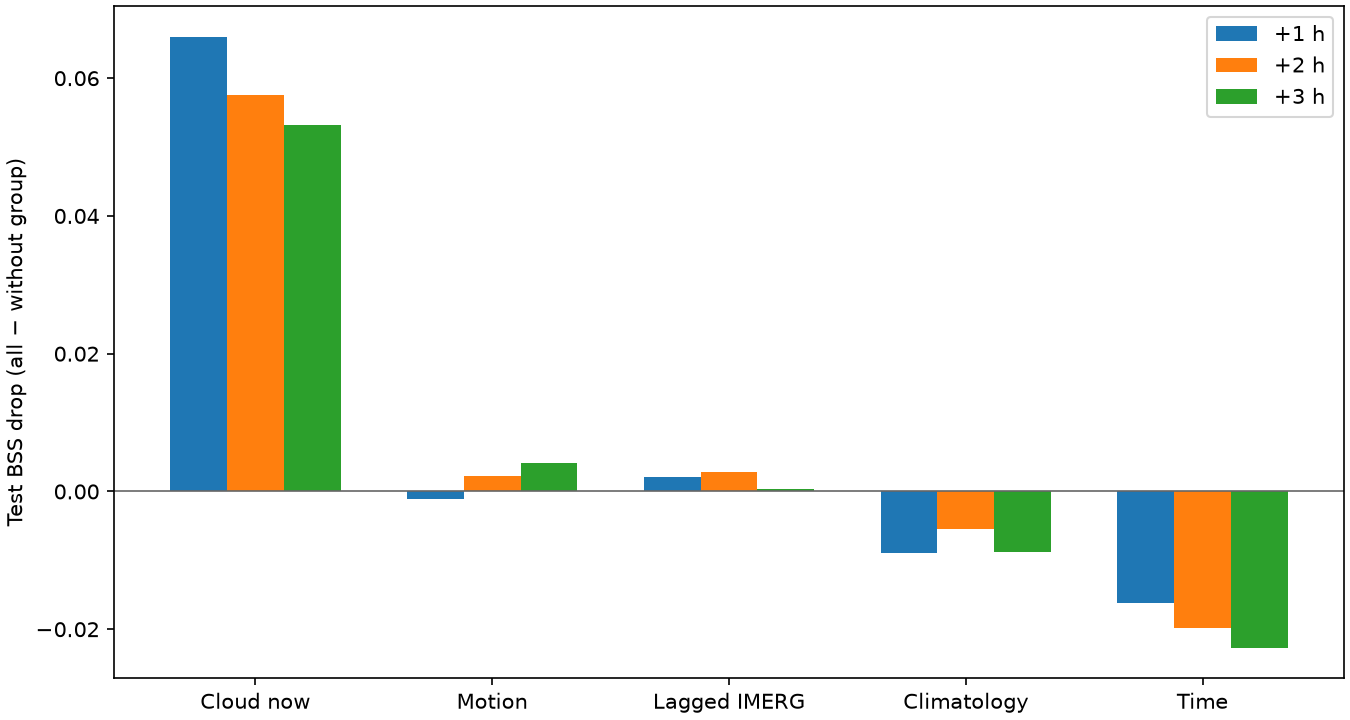 Test BSS drop (all − without group)
0.06
0.04
0.02
0.00
−0.02
+1 h
+2 h
+3 h
Cloud now
Motion
Lagged IMERG
Climatology
Time